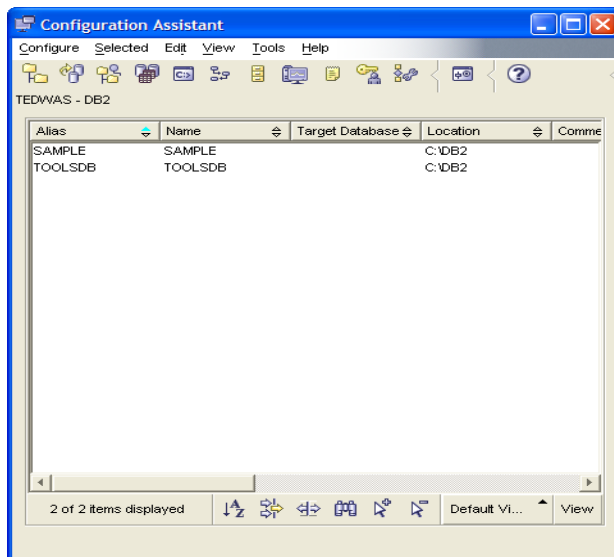 Configuration Assistant
Configure Selected Edit View Tools Help
TEDWAS - DB2
Alias Name Target Database Location Comme
SAMPLE SAMPLE C:\DB2
TOOLSDB TOOLSDB C:\DB2
2 of 2 items displayed Default Vi... View